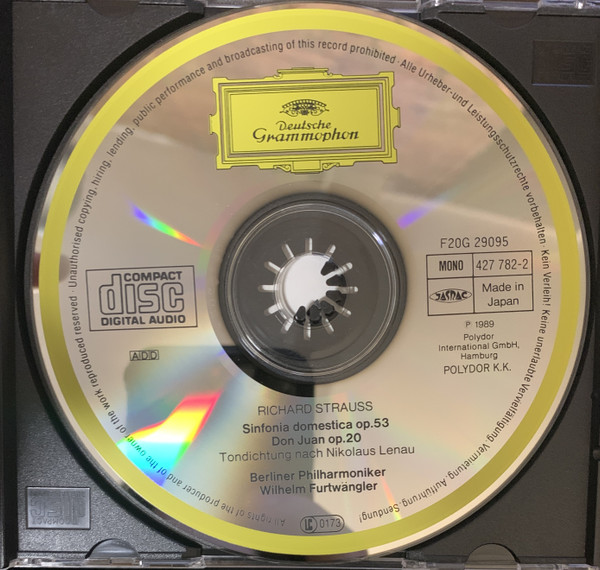 All rights of the producer and of the owner of the work reproduced reserved · Unauthorised copying, hiring, lending, public performance and broadcasting of this record prohibited · Alle Urheber- und Leistungsschutzrechte vorbehalten · Kein Verleih! Keine unerlaubte Vervielfältigung, Vermietung, Aufführung, Sendung!
Deutsche
Grammophon
F20G 29095
MONO 427 782-2
JASRAC Made in
Japan
COMPACT
disc
DIGITAL AUDIO
P 1989
Polydor
International GmbH,
Hamburg
POLYDOR K.K.
ADD
RICHARD STRAUSS
Sinfonia domestica op.53
Don Juan op.20
Tondichtung nach Nikolaus Lenau
Berliner Philharmoniker
Wilhelm Furtwängler
LC 0173